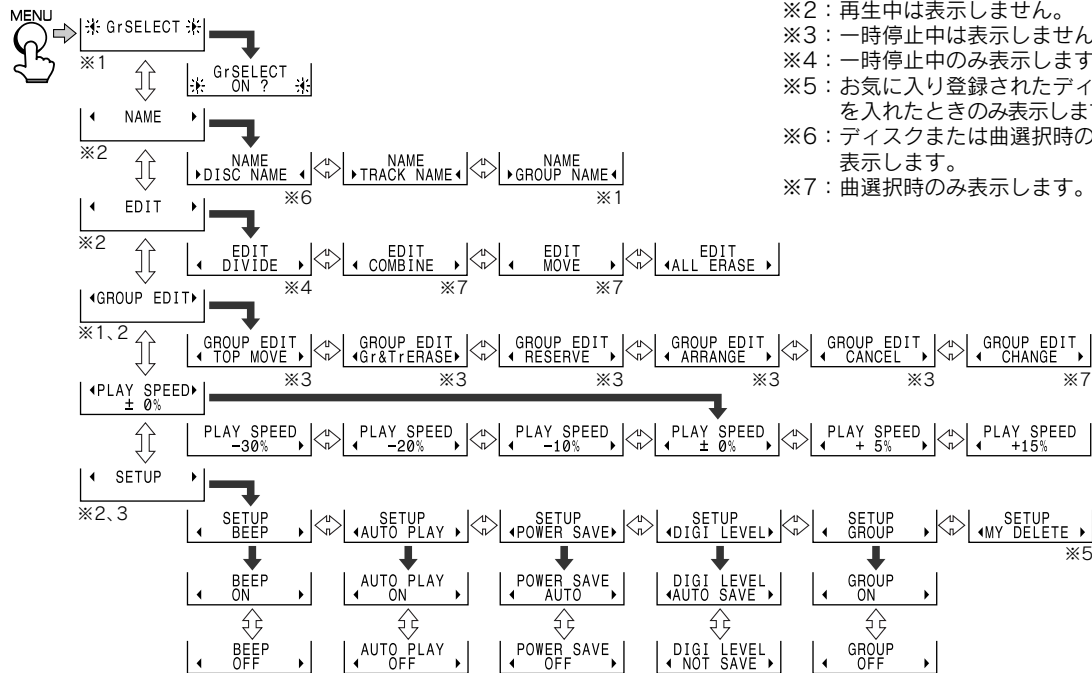 MENU
GrSELECT
※1
GrSELECT
ON ?
※2:再生中は表示しません。
※3:一時停止中は表示しません
※4:一時停止中のみ表示します
※5:お気に入り登録されたディ
を入れたときのみ表示しま
※6:ディスクまたは曲選択時の
表示します。
※7:曲選択時のみ表示します。
NAME
※2
NAME
DISC NAME
※6
NAME
TRACK NAME
NAME
GROUP NAME
※1
EDIT
※2
EDIT
DIVIDE
※4
EDIT
COMBINE
※7
EDIT
MOVE
※7
EDIT
ALL ERASE
GROUP EDIT
※1、2
GROUP EDIT
TOP MOVE
※3
GROUP EDIT
Gr&TrERASE
※3
GROUP EDIT
RESERVE
※3
GROUP EDIT
ARRANGE
※3
GROUP EDIT
CANCEL
※3
GROUP EDIT
CHANGE
※7
PLAY SPEED
± 0%
PLAY SPEED
−30%
PLAY SPEED
−20%
PLAY SPEED
−10%
PLAY SPEED
± 0%
PLAY SPEED
+ 5%
PLAY SPEED
+15%
SETUP
※2、3
SETUP
BEEP
SETUP
AUTO PLAY
SETUP
POWER SAVE
SETUP
DIGI LEVEL
SETUP
GROUP
SETUP
MY DELETE
※5
BEEP
ON
AUTO PLAY
ON
POWER SAVE
AUTO
DIGI LEVEL
AUTO SAVE
GROUP
ON
BEEP
OFF
AUTO PLAY
OFF
POWER SAVE
OFF
DIGI LEVEL
NOT SAVE
GROUP
OFF